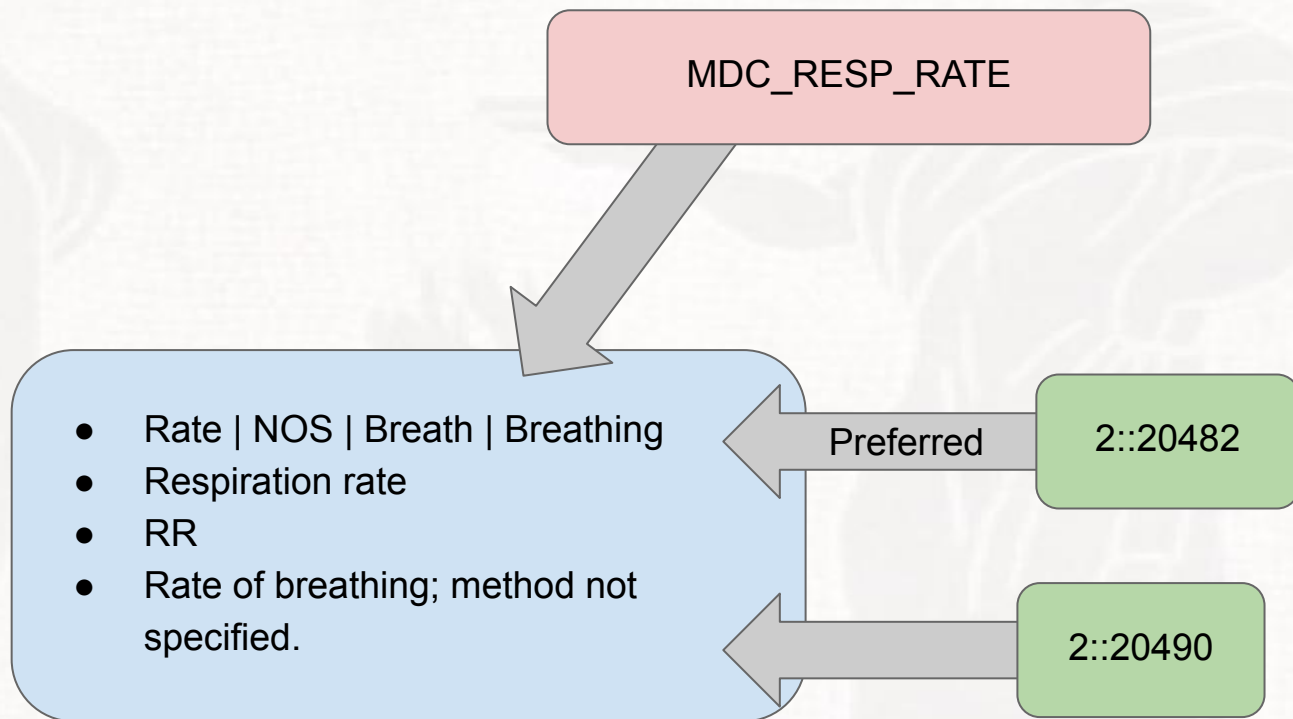 MDC_RESP_RATE
● Rate | NOS | Breath | Breathing
● Respiration rate
● RR
● Rate of breathing; method not
specified.
Preferred
2::20482
2::20490